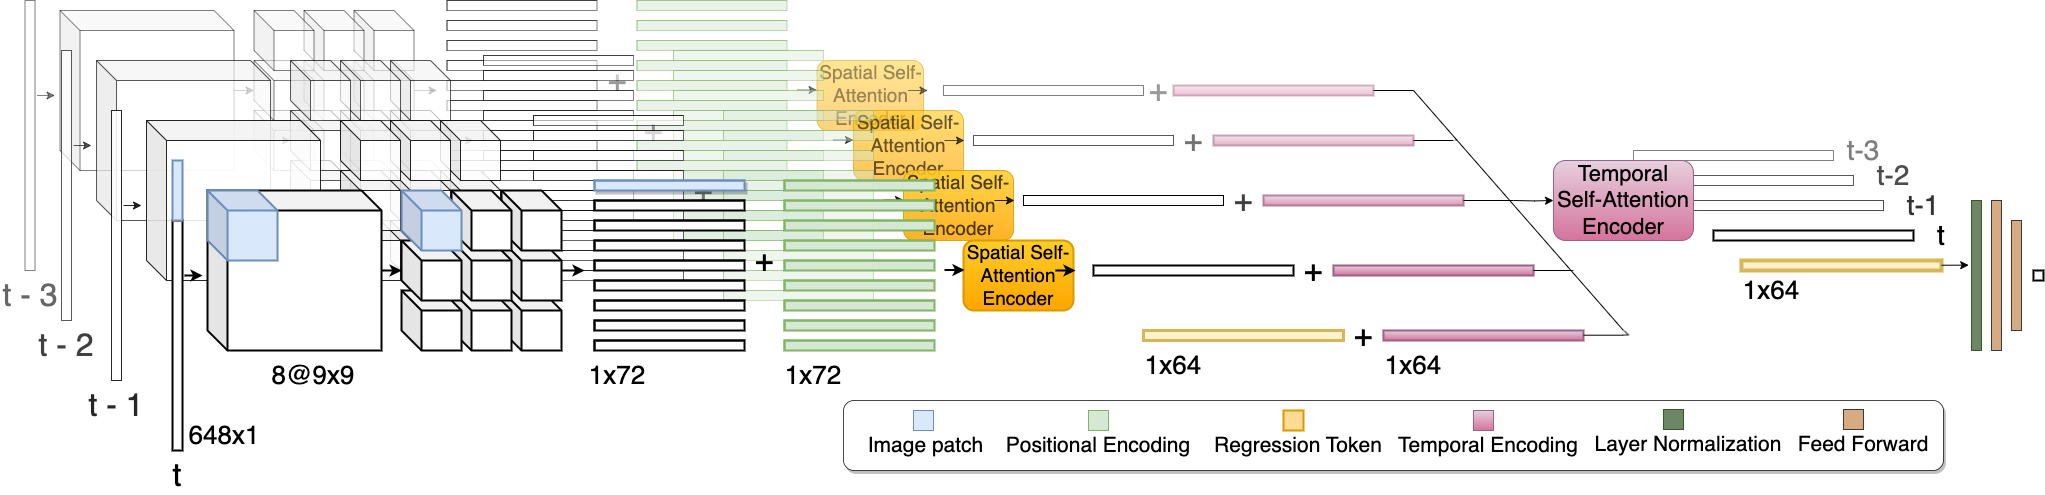 t - 3
t - 2
t - 1
t
648x1
8@9x9
1x72
+
1x72
+
+
+
Spatial Self-
Attention
Encoder
Spatial Self-
Attention
Encoder
Spatial Self-
Attention
Encoder
Spatial Self-
Attention
Encoder
+
+
+
+
+
1x64
1x64
Temporal
Self-Attention
Encoder
t-3
t-2
t-1
t
1x64
Image patch
Positional Encoding
Regression Token
Temporal Encoding
Layer Normalization
Feed Forward